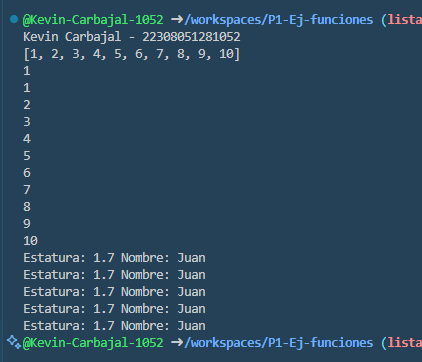 @Kevin-Carbajal-1052 ➜/workspaces/P1-Ej-funciones (lista
Kevin Carbajal - 22308051281052
[1, 2, 3, 4, 5, 6, 7, 8, 9, 10]
1
1
2
3
4
5
6
7
8
9
10
Estatura: 1.7 Nombre: Juan
Estatura: 1.7 Nombre: Juan
Estatura: 1.7 Nombre: Juan
Estatura: 1.7 Nombre: Juan
Estatura: 1.7 Nombre: Juan
@Kevin-Carbajal-1052 ➜/workspaces/P1-Ej-funciones (lista